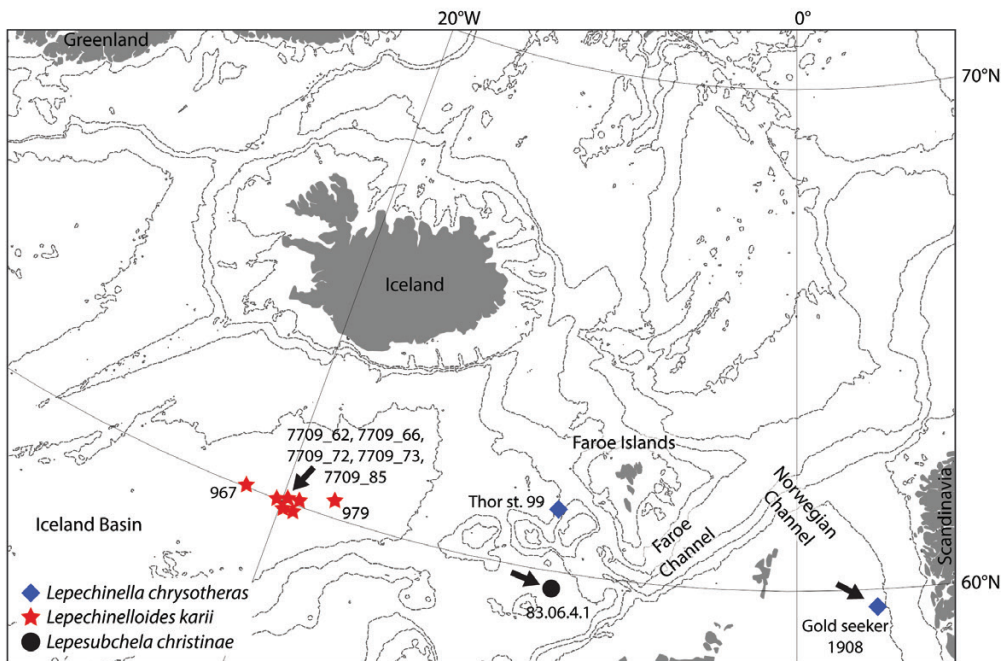 20°W
0°
Greenland
70°N
Iceland
7709_62, 7709_66,
7709_72, 7709_73,
7709_85
967
979
Iceland Basin
Faroe Islands
Thor st. 99
Faroe
Channel
Norwegian
Channel
Scandinavia
60°N
83.06.4.1
Gold seeker
1908
Lepechinella chrysotheras
Lepechinelloides karii
Lepesubchela christinae